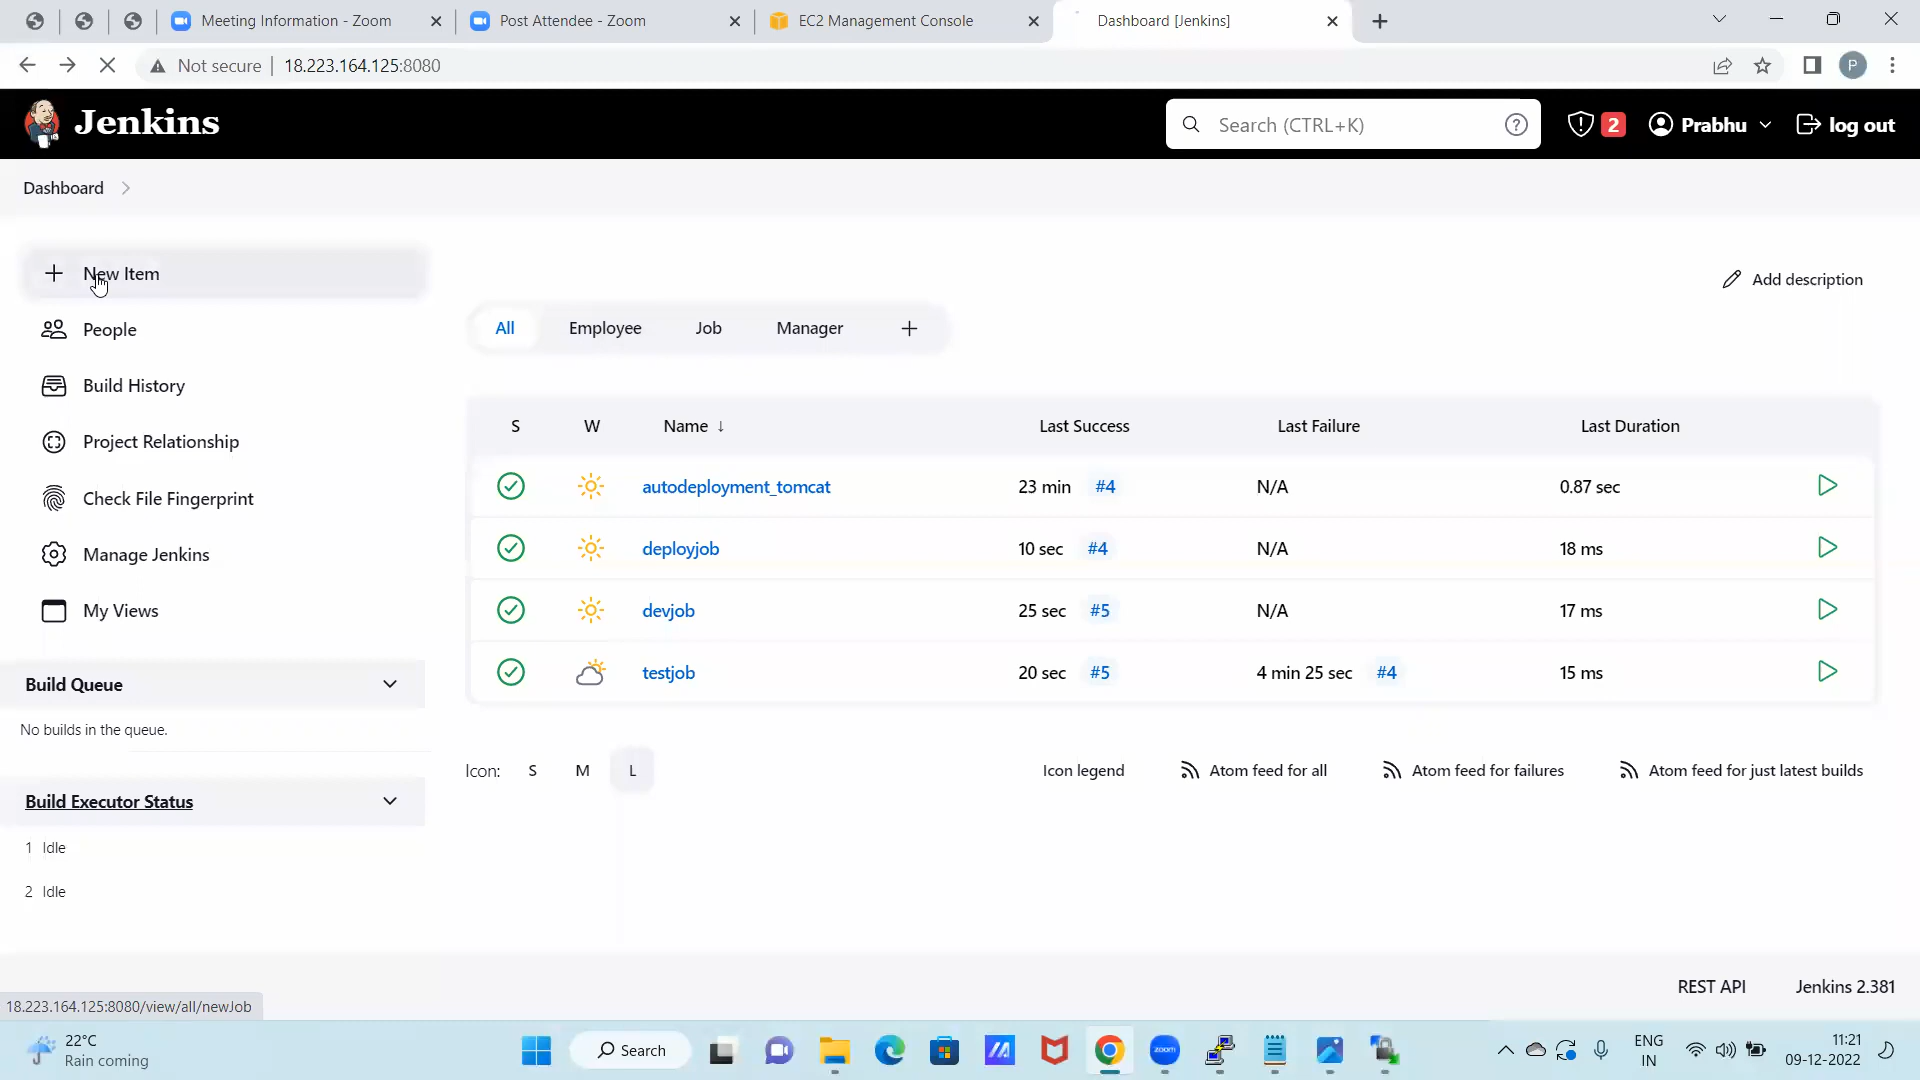 Meeting Information - Zoom
Post Attendee - Zoom
EC2 Management Console
Dashboard [Jenkins]
Not secure
18.223.164.125:8080
P
Jenkins
Search (CTRL+K)
2
Prabhu
log out
Dashboard
New Item
People
Build History
Project Relationship
Check File Fingerprint
Manage Jenkins
My Views
Build Queue
No builds in the queue.
Build Executor Status
1 Idle
2 Idle
Add description
All Employee Job Manager +
S W Name ↓ Last Success Last Failure Last Duration
autodeployment_tomcat 23 min #4 N/A 0.87 sec
deployjob 10 sec #4 N/A 18 ms
devjob 25 sec #5 N/A 17 ms
testjob 20 sec #5 4 min 25 sec #4 15 ms
Icon: S M L
Icon legend
Atom feed for all
Atom feed for failures
Atom feed for just latest builds
REST API
Jenkins 2.381
18.223.164.125:8080/view/all/newJob
22°C
Rain coming
Search
zoom
ENG
IN
11:21
09-12-2022